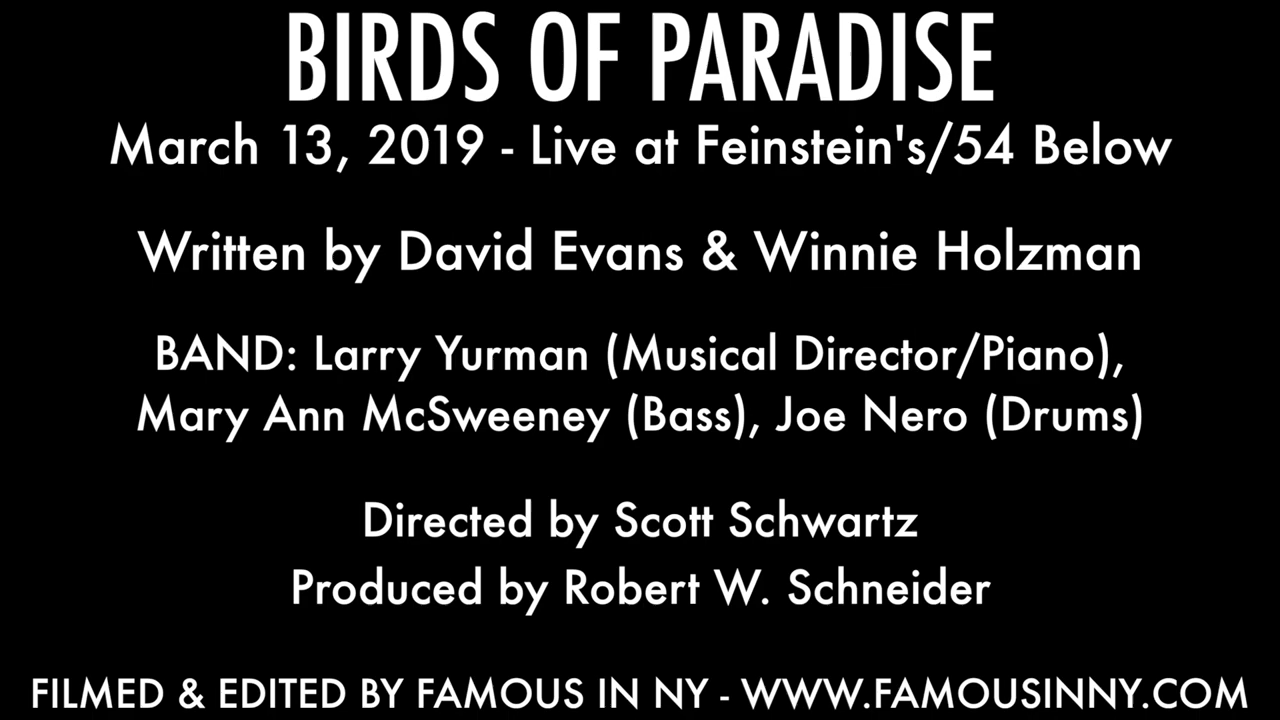 BIRDS OF PARADISE
March 13, 2019 - Live at Feinstein's/54 Below
Written by David Evans & Winnie Holzman
BAND: Larry Yurman (Musical Director/Piano),
Mary Ann McSweeney (Bass), Joe Nero (Drums)
Directed by Scott Schwartz
Produced by Robert W. Schneider
FILMED & EDITED BY FAMOUS IN NY - WWW.FAMOUSINNY.COM